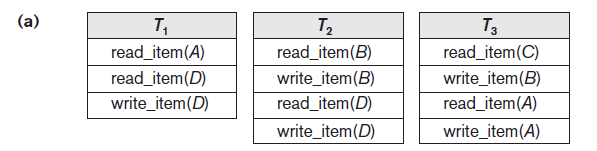 (a) T1 T2 T3
read_item(A) read_item(B) read_item(C)
read_item(D) write_item(B) write_item(B)
write_item(D) read_item(D) read_item(A)
write_item(D) write_item(A)